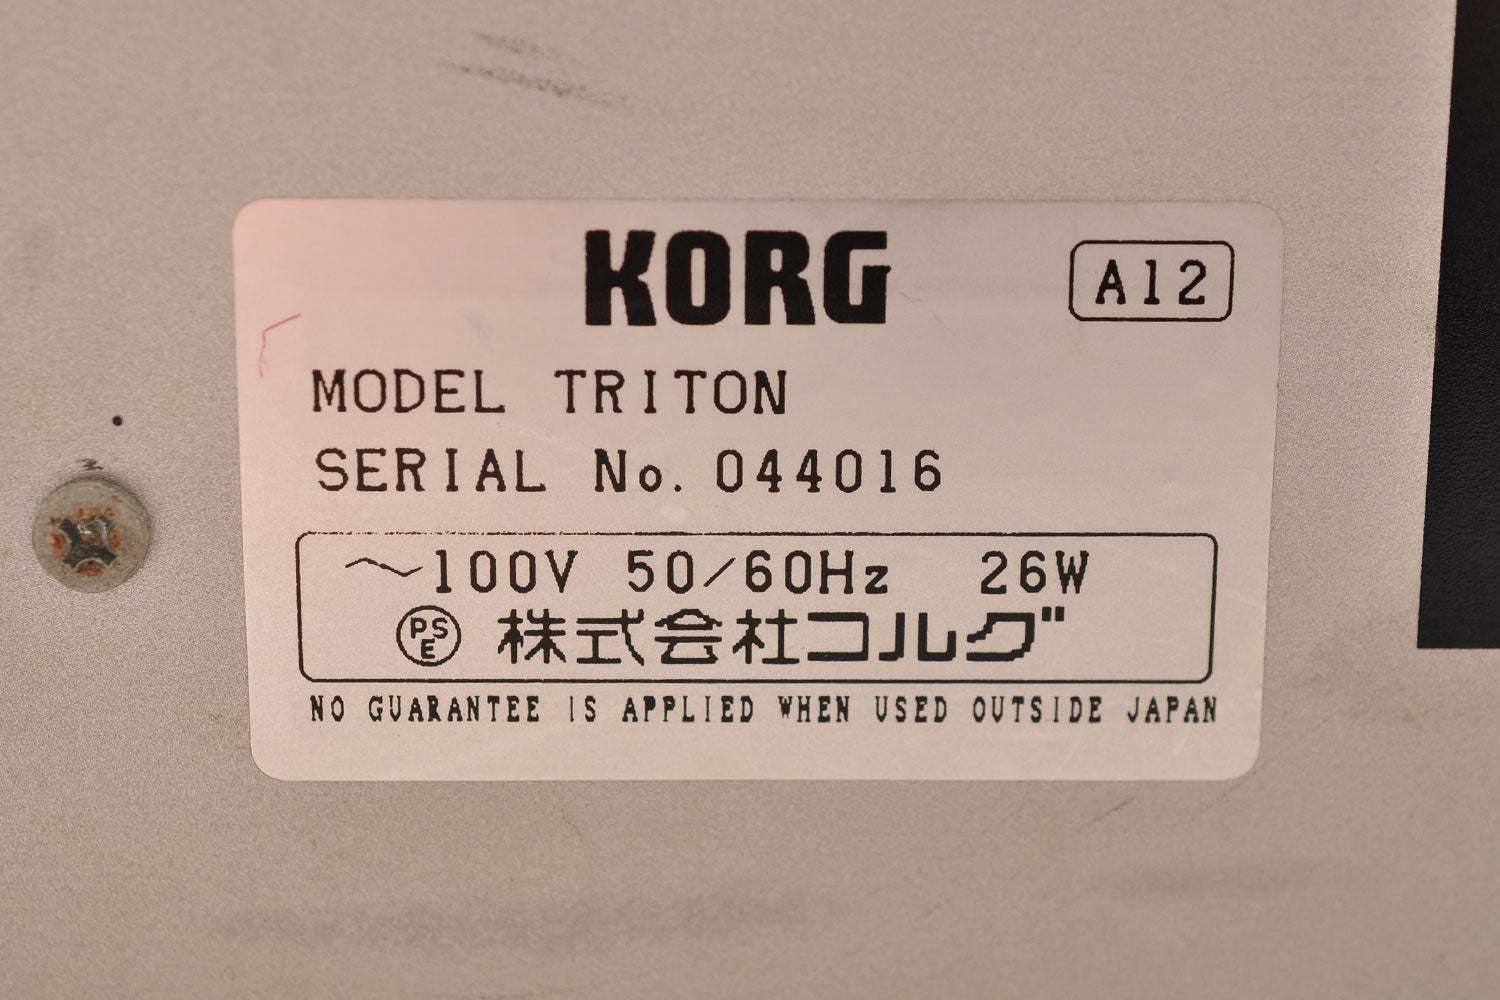 KORG
A12
MODEL TRITON
SERIAL No. 044016
～100V 50/60Hz 26W
PSE 株式会社コルグ
NO GUARANTEE IS APPLIED WHEN USED OUTSIDE JAPAN